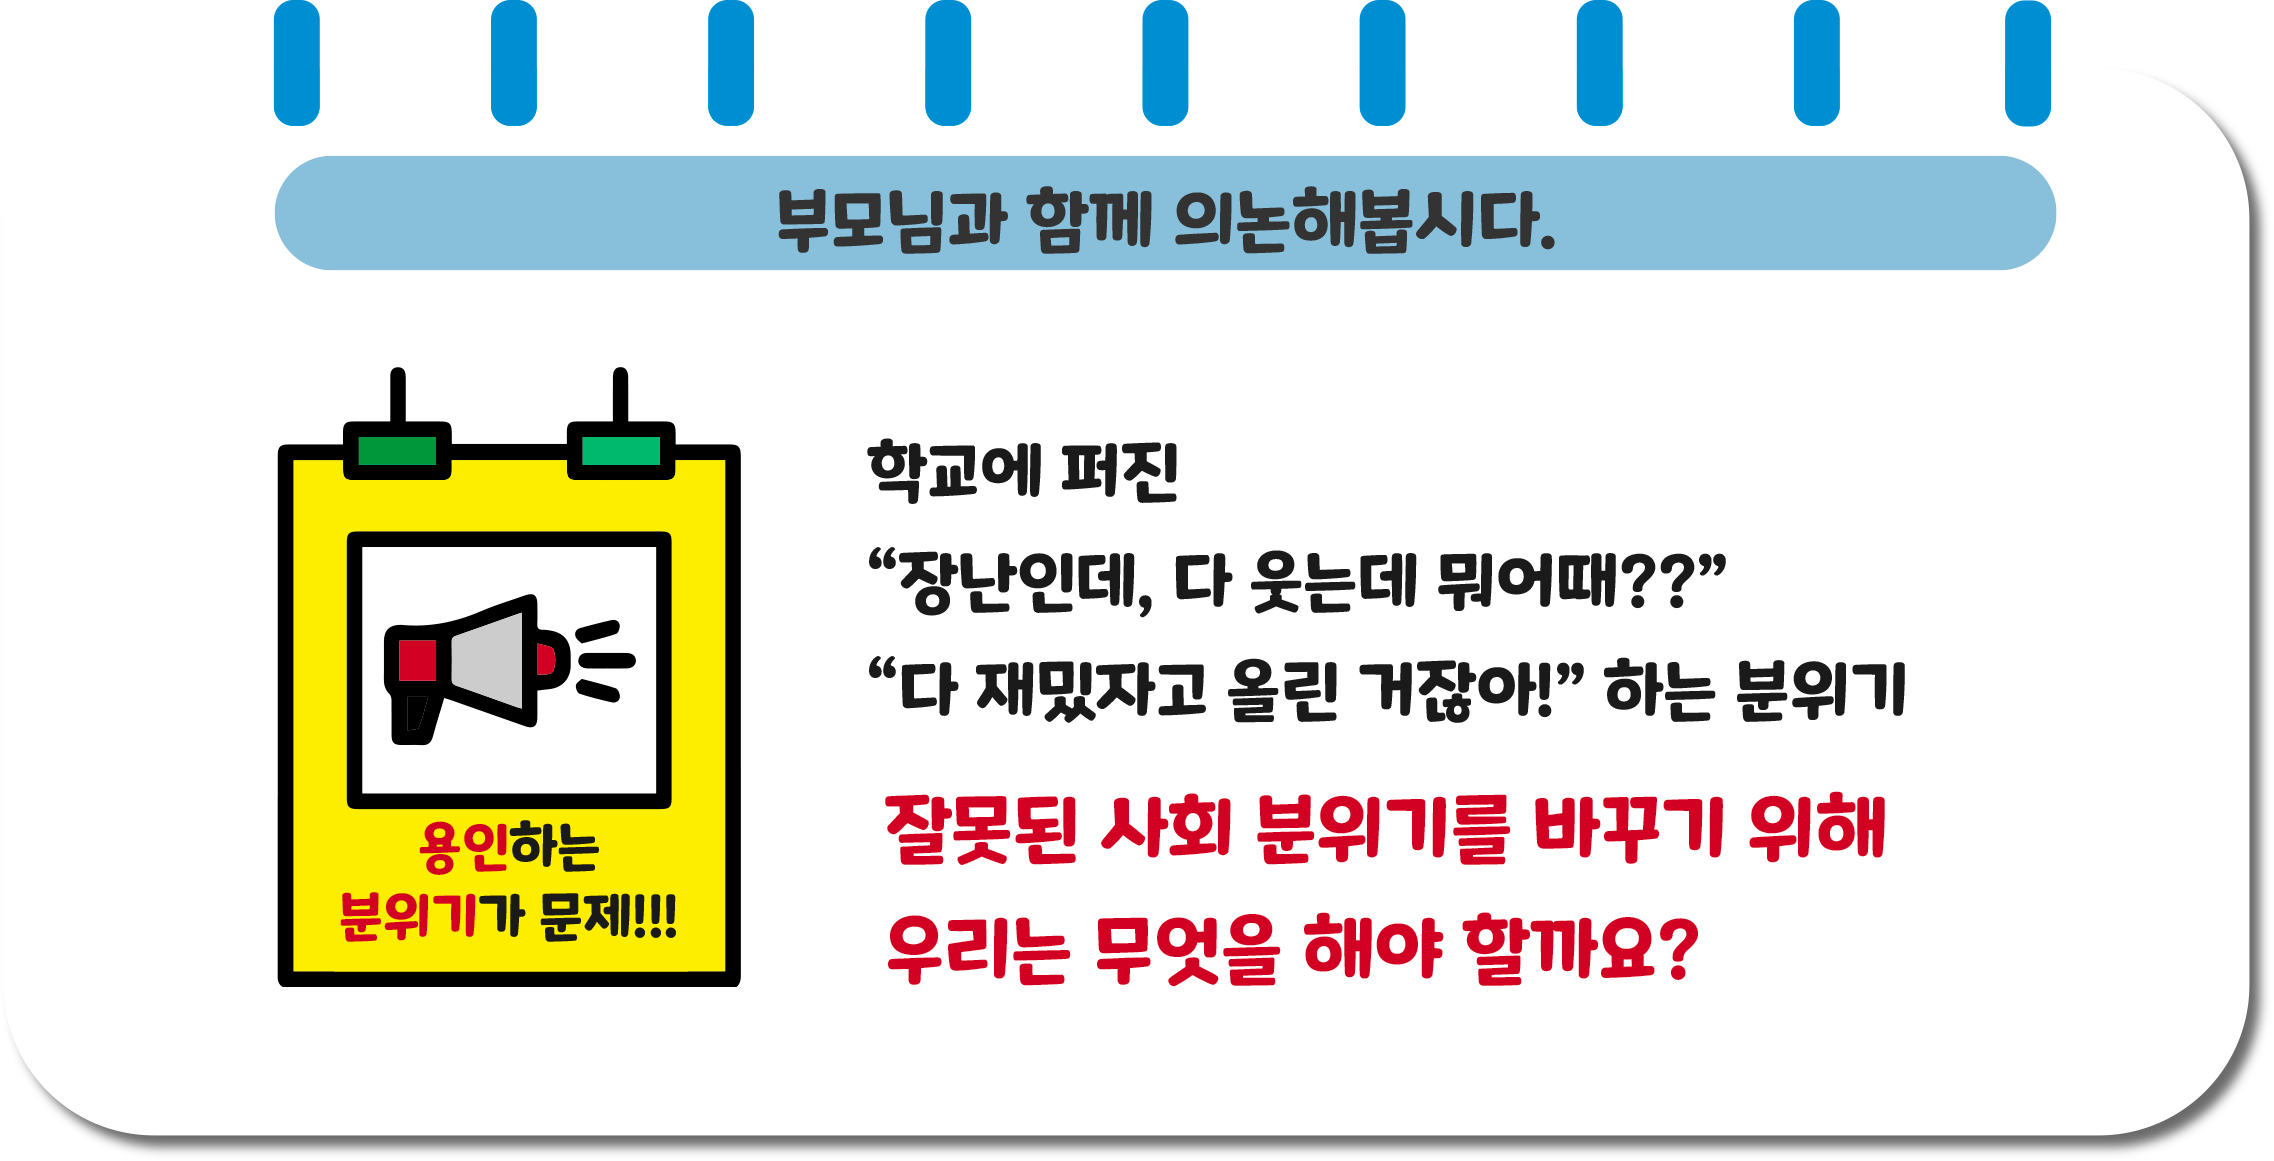 부모님과 함께 의논해봅시다.
학교에 퍼진
“장난인데, 다 웃는데 뭐어때??”
“다 재밌자고 올린 거잖아!” 하는 분위기
잘못된 사회 분위기를 바꾸기 위해
우리는 무엇을 해야 할까요?
용인하는
분위기가 문제!!!